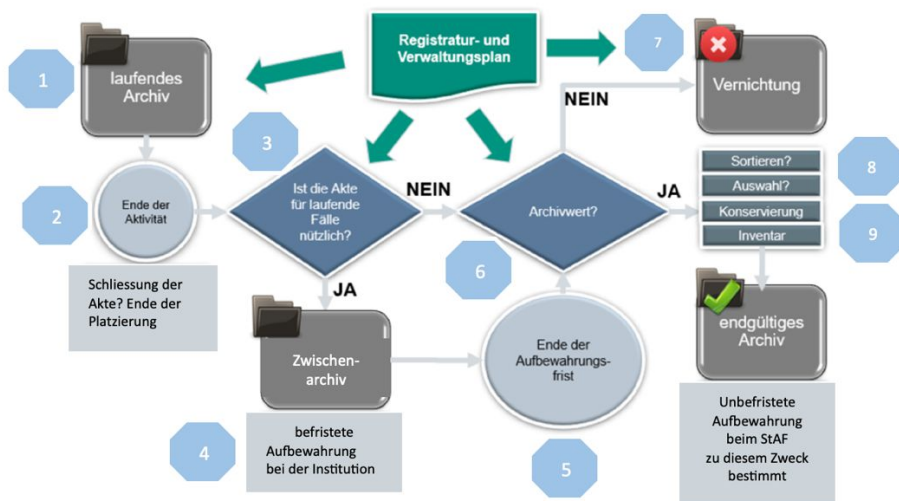 Registratur- und
Verwaltungsplan
1
laufendes
Archiv
7
Vernichtung
NEIN
3
2
Ende der
Aktivität
Ist die Akte
für laufende
Fälle
nützlich?
NEIN
Archivwert?
JA
Sortieren?
Auswahl?
Konservierung
Inventar
8
9
Schliessung der
Akte? Ende der
Platzierung
JA
6
Zwischen-
archiv
Ende der
Aufbewahrungs-
frist
endgültiges
Archiv
4
befristete
Aufbewahrung
bei der Institution
5
Unbefristete
Aufbewahrung
beim StAF
zu diesem Zweck
bestimmt